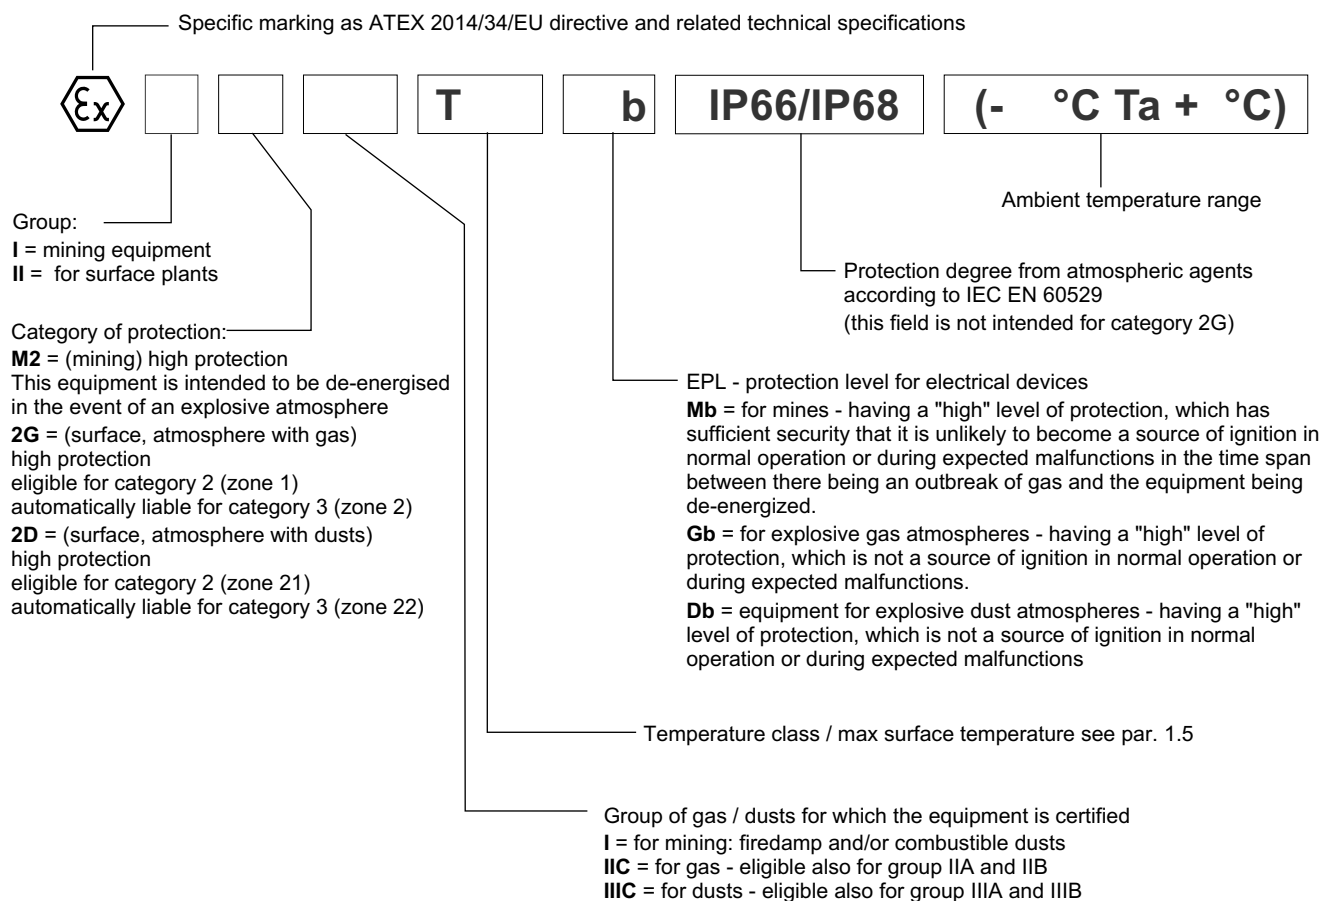 Specific marking as ATEX 2014/34/EU directive and related technical specifications
Ex T b IP66/IP68 (- °C Ta + °C)
Ambient temperature range
Group:
I = mining equipment
II = for surface plants
Protection degree from atmospheric agents
according to IEC EN 60529
(this field is not intended for category 2G)
Category of protection:
M2 = (mining) high protection
This equipment is intended to be de-energised
in the event of an explosive atmosphere
2G = (surface, atmosphere with gas)
high protection
eligible for category 2 (zone 1)
automatically liable for category 3 (zone 2)
2D = (surface, atmosphere with dusts)
high protection
eligible for category 2 (zone 21)
automatically liable for category 3 (zone 22)
EPL - protection level for electrical devices
Mb = for mines - having a "high" level of protection, which has
sufficient security that it is unlikely to become a source of ignition in
normal operation or during expected malfunctions in the time span
between there being an outbreak of gas and the equipment being
de-energized.
Gb = for explosive gas atmospheres - having a "high" level of
protection, which is not a source of ignition in normal operation or
during expected malfunctions.
Db = equipment for explosive dust atmospheres - having a "high"
level of protection, which is not a source of ignition in normal
operation or during expected malfunctions
Temperature class / max surface temperature see par. 1.5
Group of gas / dusts for which the equipment is certified
I = for mining: firedamp and/or combustible dusts
IIC = for gas - eligible also for group IIA and IIB
IIIC = for dusts - eligible also for group IIIA and IIIB